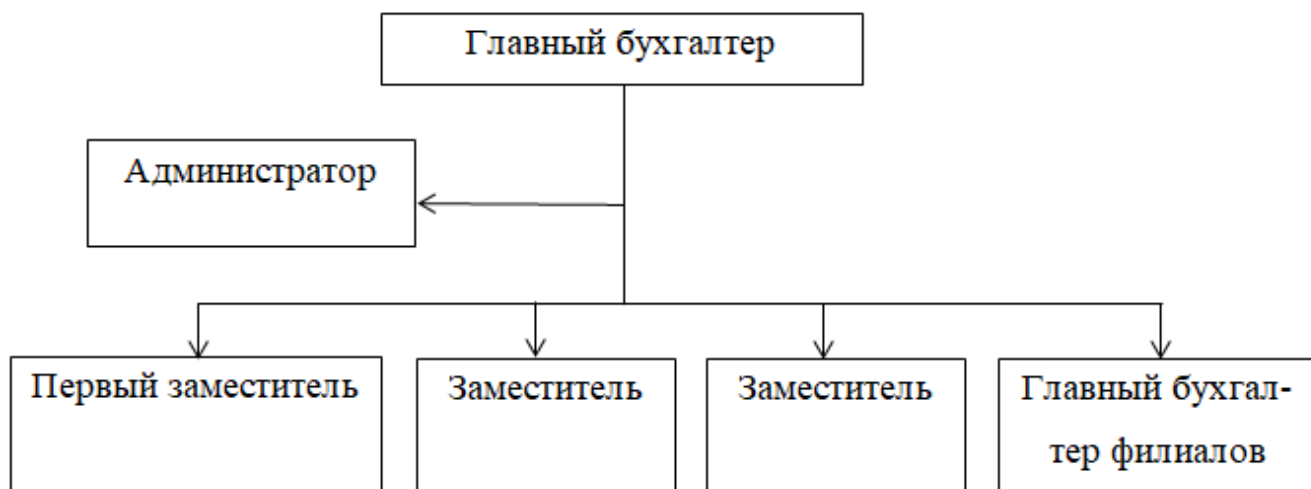 Главный бухгалтер
Администратор
Первый заместитель
Заместитель
Заместитель
Главный бухгал-
тер филиалов